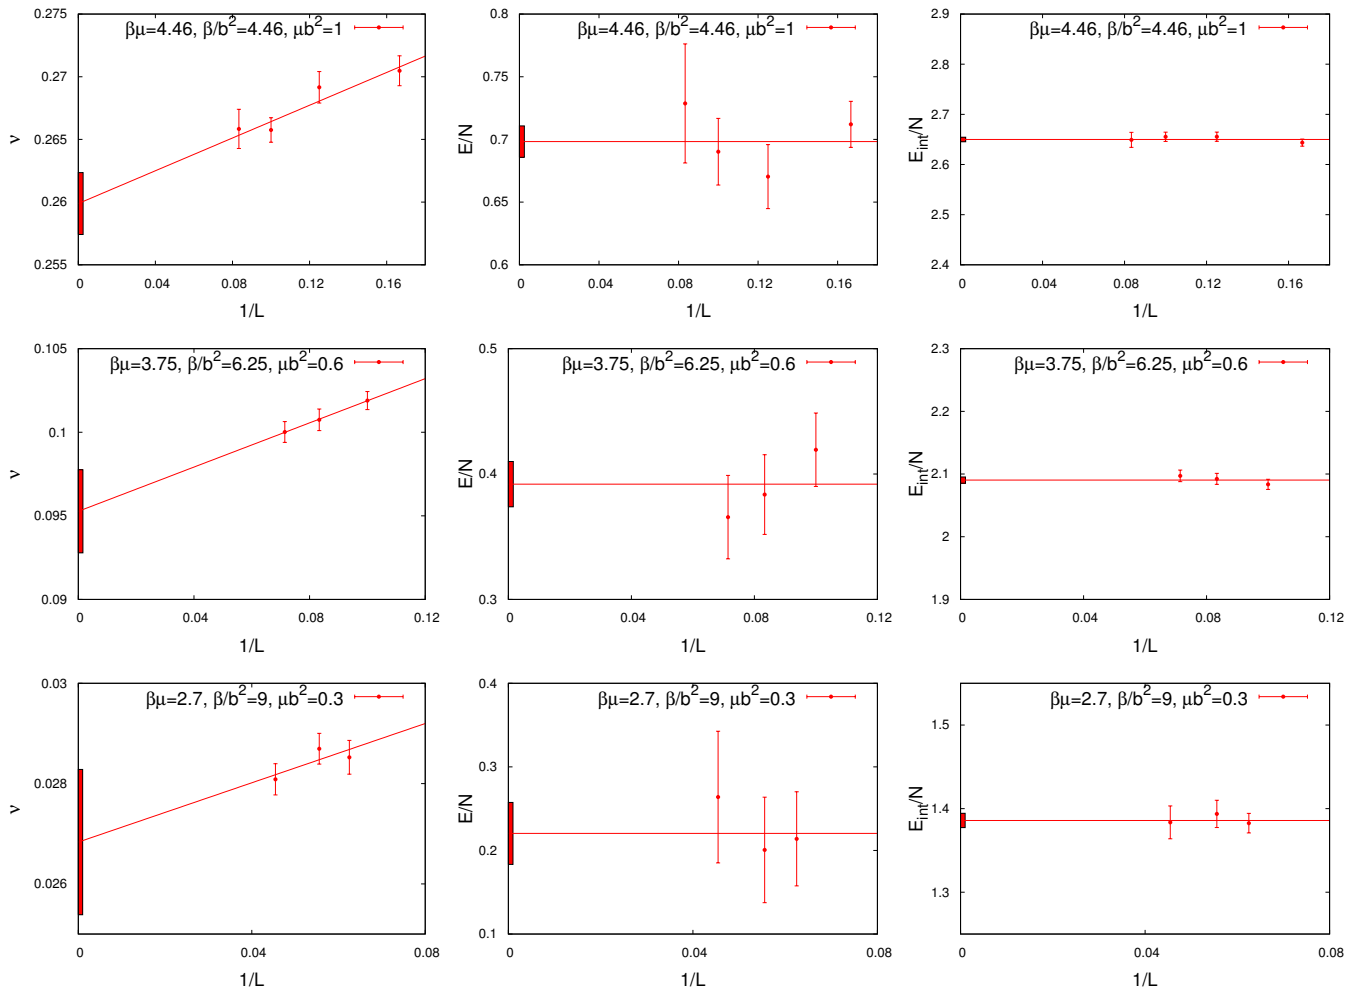 0.275
0.27
0.265
0.26
0.255
ν
βμ=4.46, β/b²=4.46, μb²=1
0 0.04 0.08 0.12 0.16
1/L
0.8
0.75
0.7
0.65
0.6
E/N
βμ=4.46, β/b²=4.46, μb²=1
0 0.04 0.08 0.12 0.16
1/L
2.9
2.8
2.7
2.6
2.5
2.4
E_int/N
βμ=4.46, β/b²=4.46, μb²=1
0 0.04 0.08 0.12 0.16
1/L
0.105
0.1
0.095
0.09
ν
βμ=3.75, β/b²=6.25, μb²=0.6
0 0.04 0.08 0.12
1/L
0.5
0.4
0.3
E/N
βμ=3.75, β/b²=6.25, μb²=0.6
0 0.04 0.08 0.12
1/L
2.3
2.2
2.1
2
1.9
E_int/N
βμ=3.75, β/b²=6.25, μb²=0.6
0 0.04 0.08 0.12
1/L
0.03
0.028
0.026
ν
βμ=2.7, β/b²=9, μb²=0.3
0 0.04 0.08
1/L
0.4
0.3
0.2
0.1
E/N
βμ=2.7, β/b²=9, μb²=0.3
0 0.04 0.08
1/L
1.5
1.4
1.3
E_int/N
βμ=2.7, β/b²=9, μb²=0.3
0 0.04 0.08
1/L